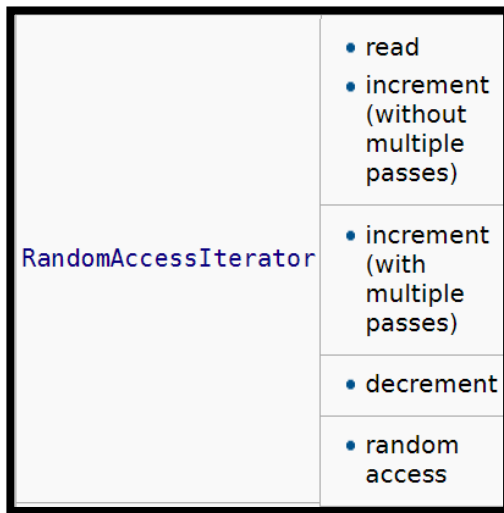 read
increment
(without
multiple
passes)
RandomAccessIterator
increment
(with
multiple
passes)
decrement
random
access